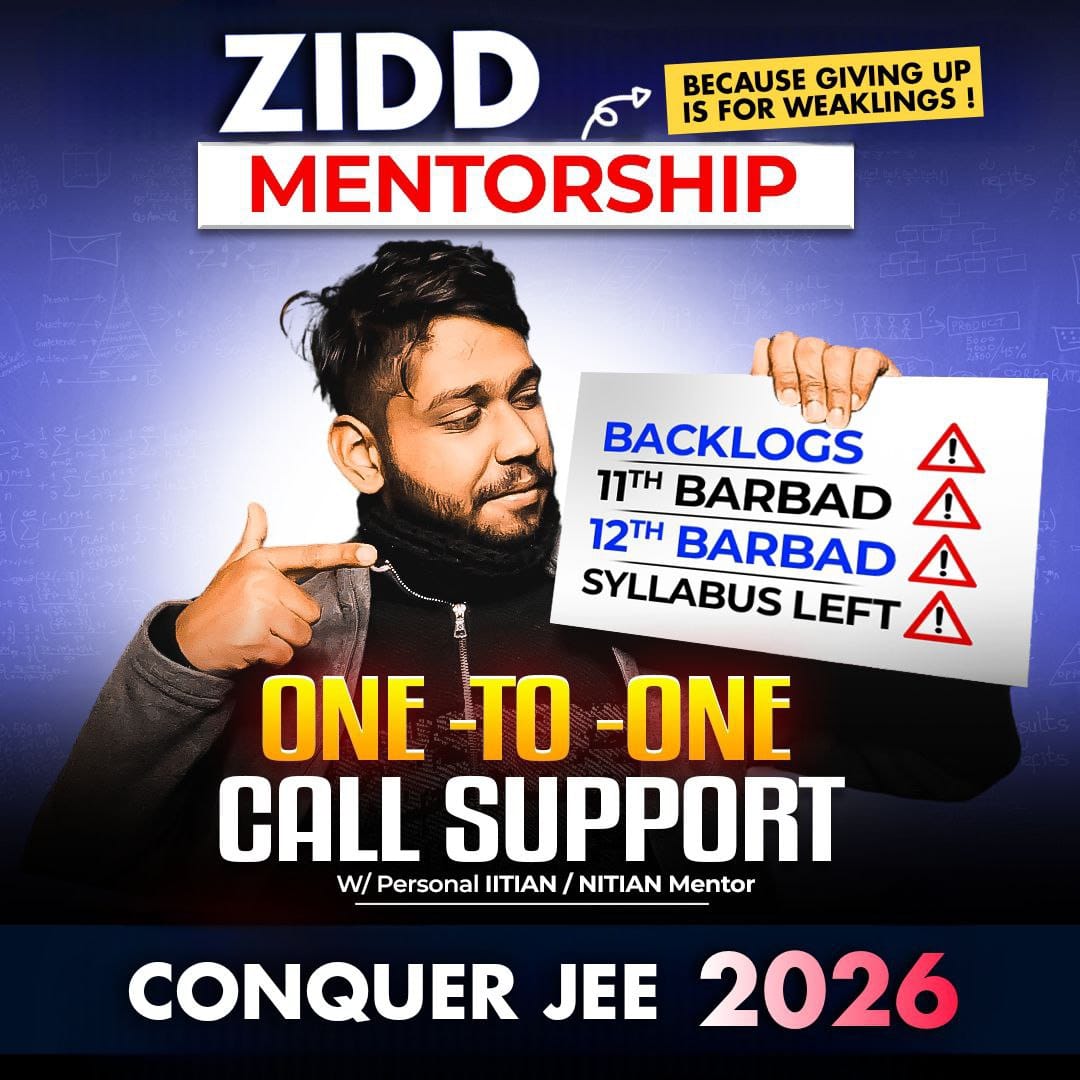 ZIDD
BECAUSE GIVING UP
IS FOR WEAKLINGS !
MENTORSHIP
BACKLOGS
11TH BARBAD
12TH BARBAD
SYLLABUS LEFT
ONE -TO -ONE
CALL SUPPORT
W/ Personal IITIAN / NITIAN Mentor
CONQUER JEE 2026